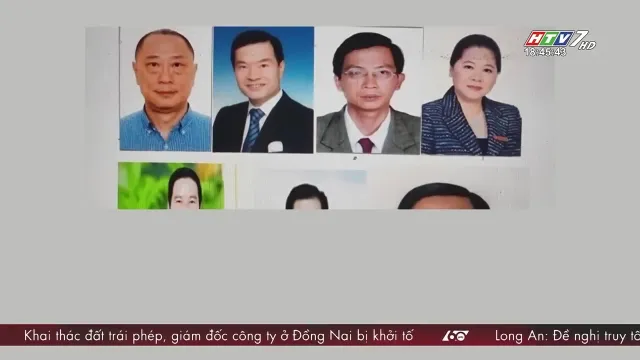 HTV7 HD
18:45:43
Khai thác đất trái phép, giám đốc công ty ở Đồng Nai bị khởi tố
60
Long An: Đề nghị truy tố